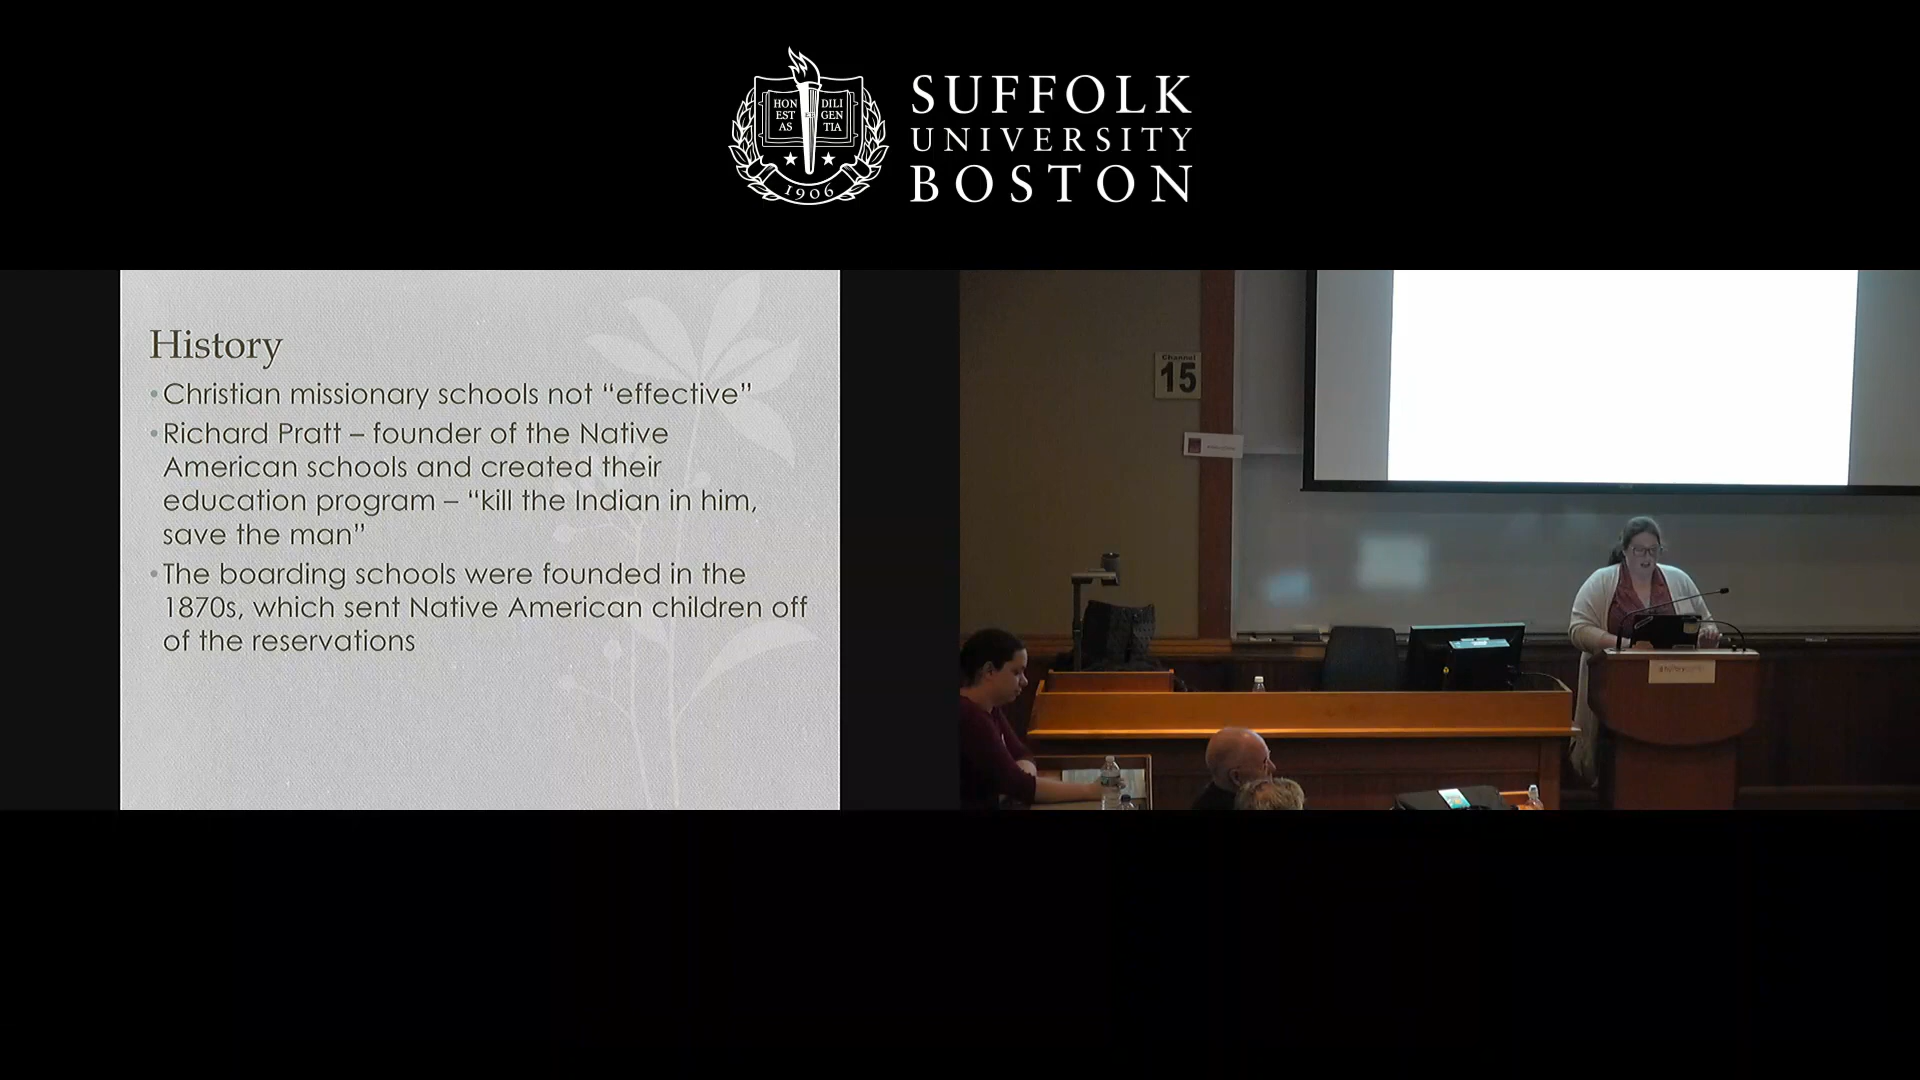 HON
EST
AS
DILI
GEN
TIA
ET
1906
SUFFOLK
UNIVERSITY
BOSTON
History
•Christian missionary schools not “effective”
•Richard Pratt – founder of the Native
American schools and created their
education program – “kill the Indian in him,
save the man”
•The boarding schools were founded in the
1870s, which sent Native American children off
of the reservations
Channel
15